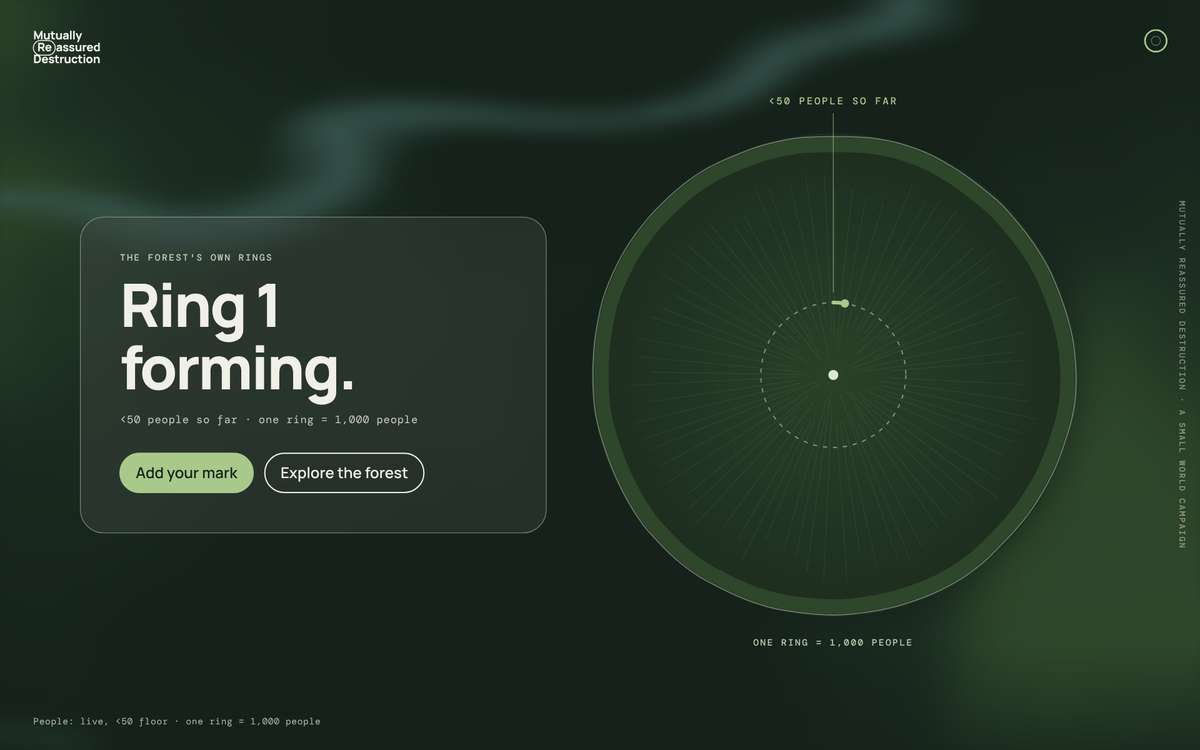 Mutually
Reassured
Destruction
<50 PEOPLE SO FAR
THE FOREST'S OWN RINGS
Ring 1
forming.
<50 people so far · one ring = 1,000 people
Add your mark
Explore the forest
ONE RING = 1,000 PEOPLE
MUTUALLY REASSURED DESTRUCTION · A SMALL WORLD CAMPAIGN
People: live, <50 floor · one ring = 1,000 people